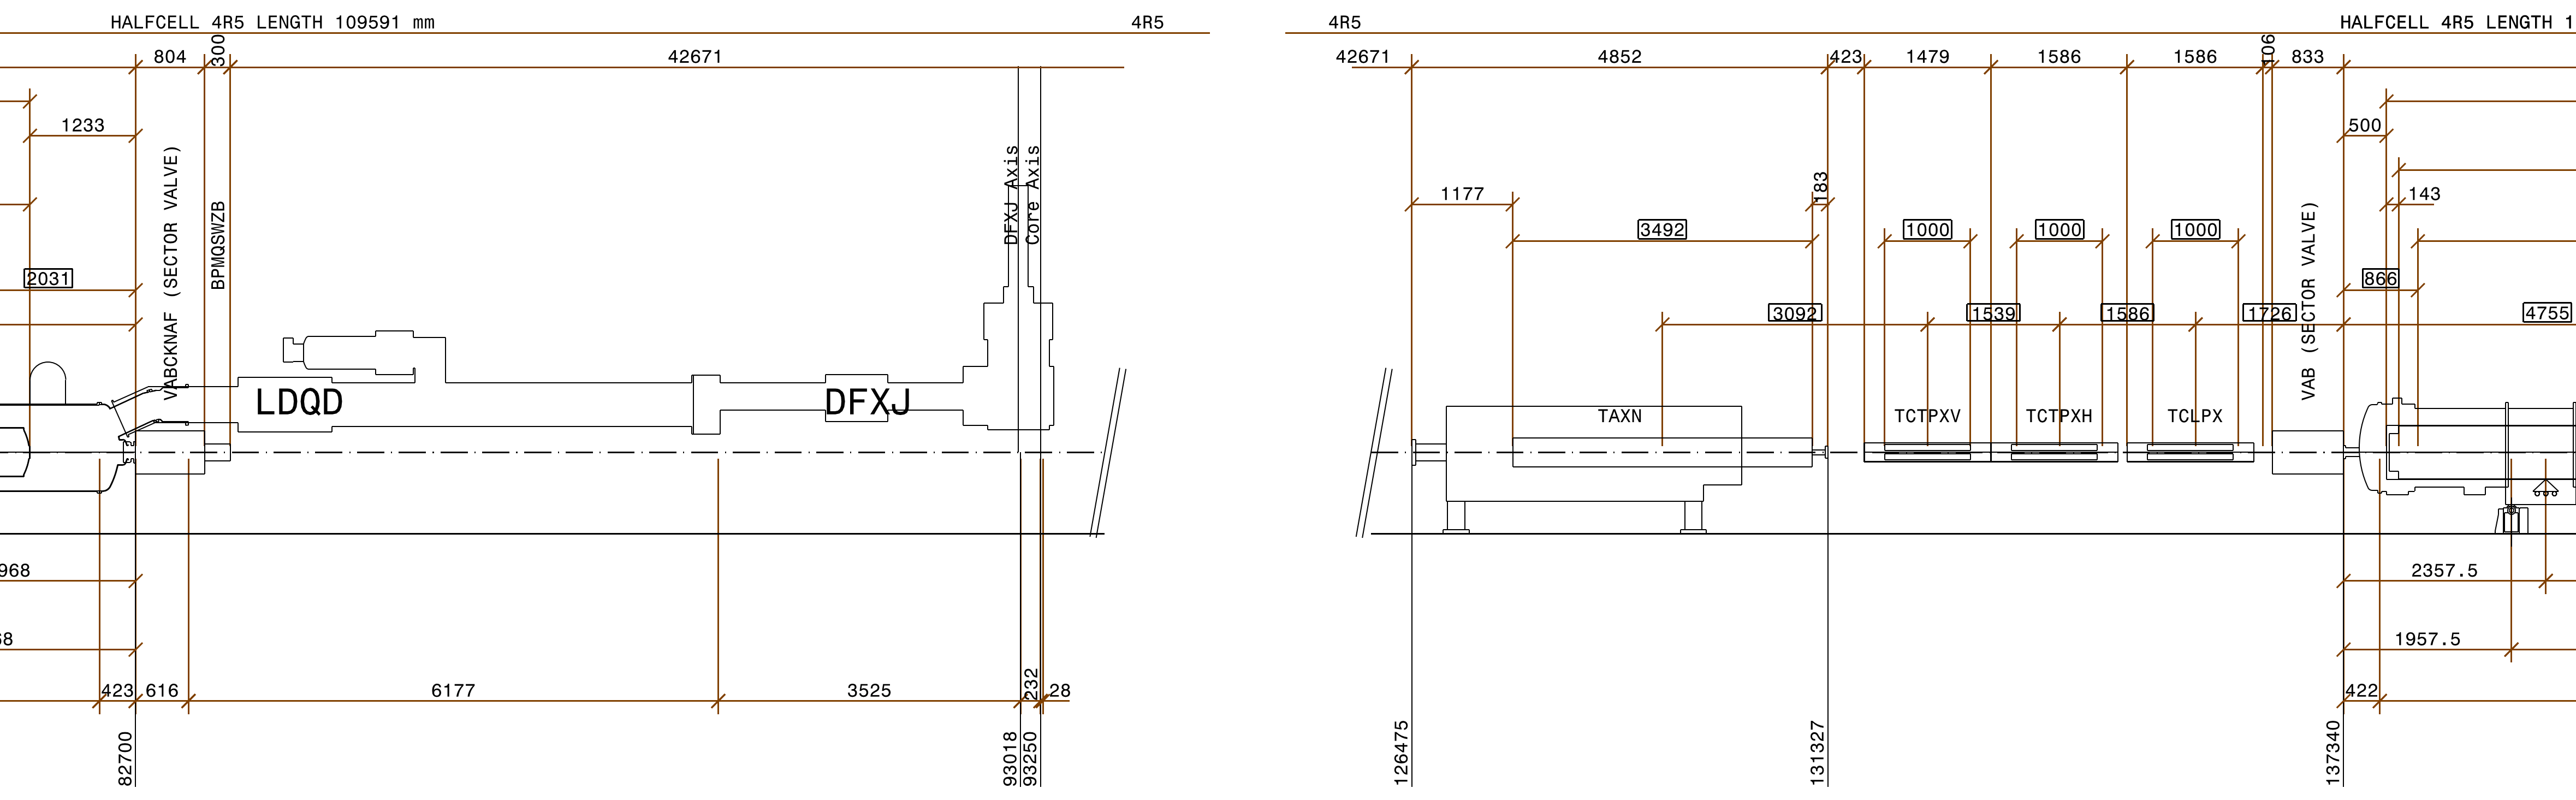 HALFCELL 4R5 LENGTH 109591 mm
4R5
4R5
HALFCELL 4R5 LENGTH 1
804
300
42671
42671
4852
423
1479
1586
1586
106
833
1233
500
1177
183
143
3492
1000
1000
1000
2031
866
3092
1539
1586
1726
4755
VABCKNAF (SECTOR VALVE)
BPMQSWZB
DFXJ Axis
Core Axis
VAB (SECTOR VALVE)
LDQD
DFXJ
TAXN
TCTPXV
TCTPXH
TCLPX
968
2357.5
68
1957.5
423
616
6177
3525
232
28
422
82700
93018
93250
126475
131327
137340